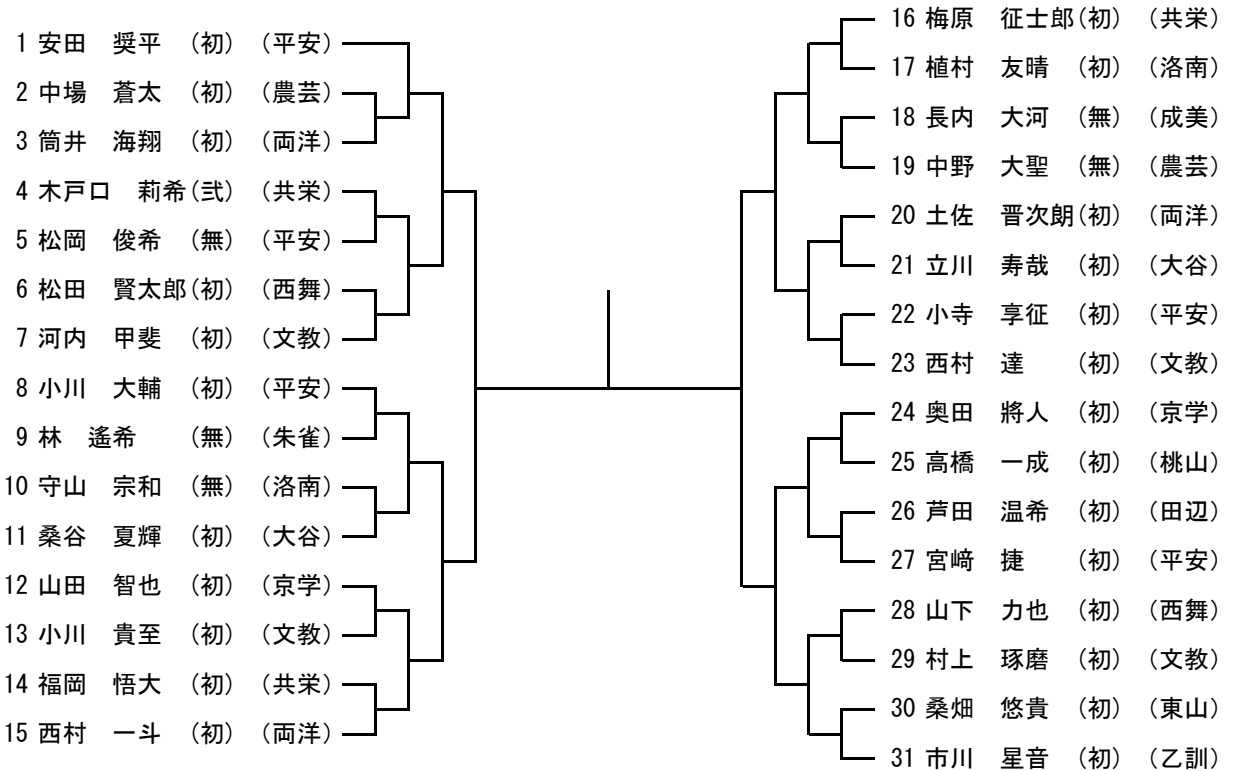 1 安田　奨平　（初）　（平安）
2 中場　蒼太　（初）　（農芸）
3 筒井　海翔　（初）　（両洋）
4 木戸口　莉希（弐）　（共栄）
5 松岡　俊希　（無）　（平安）
6 松田　賢太郎（初）　（西舞）
7 河内　甲斐　（初）　（文教）
8 小川　大輔　（初）　（平安）
9 林　遙希　（無）　（朱雀）
10 守山　宗和　（無）　（洛南）
11 桑谷　夏輝　（初）　（大谷）
12 山田　智也　（初）　（京学）
13 小川　貴至　（初）　（文教）
14 福岡　悟大　（初）　（共栄）
15 西村　一斗　（初）　（両洋）
16 梅原　征士郎（初）　（共栄）
17 植村　友晴　（初）　（洛南）
18 長内　大河　（無）　（成美）
19 中野　大聖　（無）　（農芸）
20 土佐　晋次朗（初）　（両洋）
21 立川　寿哉　（初）　（大谷）
22 小寺　享征　（初）　（平安）
23 西村　達　（初）　（文教）
24 奥田　將人　（初）　（京学）
25 高橋　一成　（初）　（桃山）
26 芦田　温希　（初）　（田辺）
27 宮﨑　捷　（初）　（平安）
28 山下　力也　（初）　（西舞）
29 村上　琢磨　（初）　（文教）
30 桑畑　悠貴　（初）　（東山）
31 市川　星音　（初）　（乙訓）